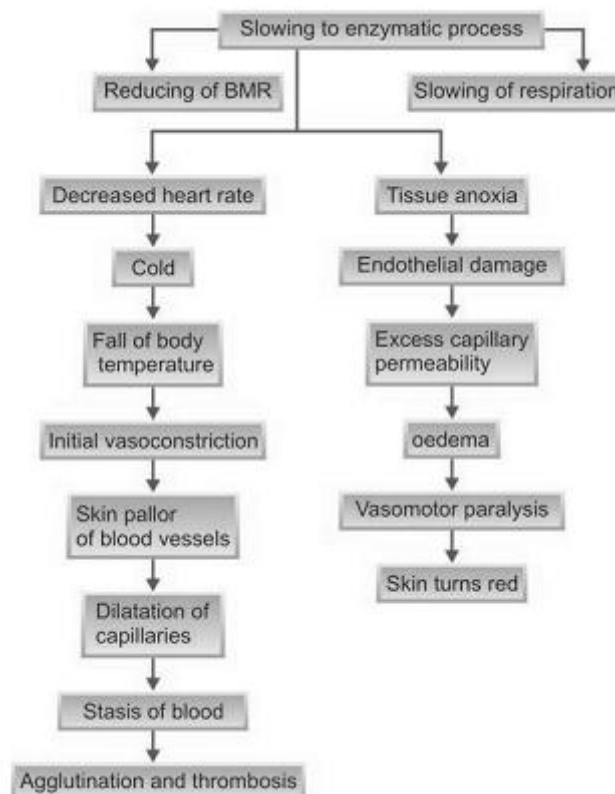 Slowing to enzymatic process
Reducing of BMR
Slowing of respiration
Decreased heart rate
Tissue anoxia
Cold
Endothelial damage
Fall of body
temperature
Excess capillary
permeability
Initial vasoconstriction
oedema
Skin pallor
of blood vessels
Vasomotor paralysis
Dilatation of
capillaries
Skin turns red
Stasis of blood
Agglutination and thrombosis